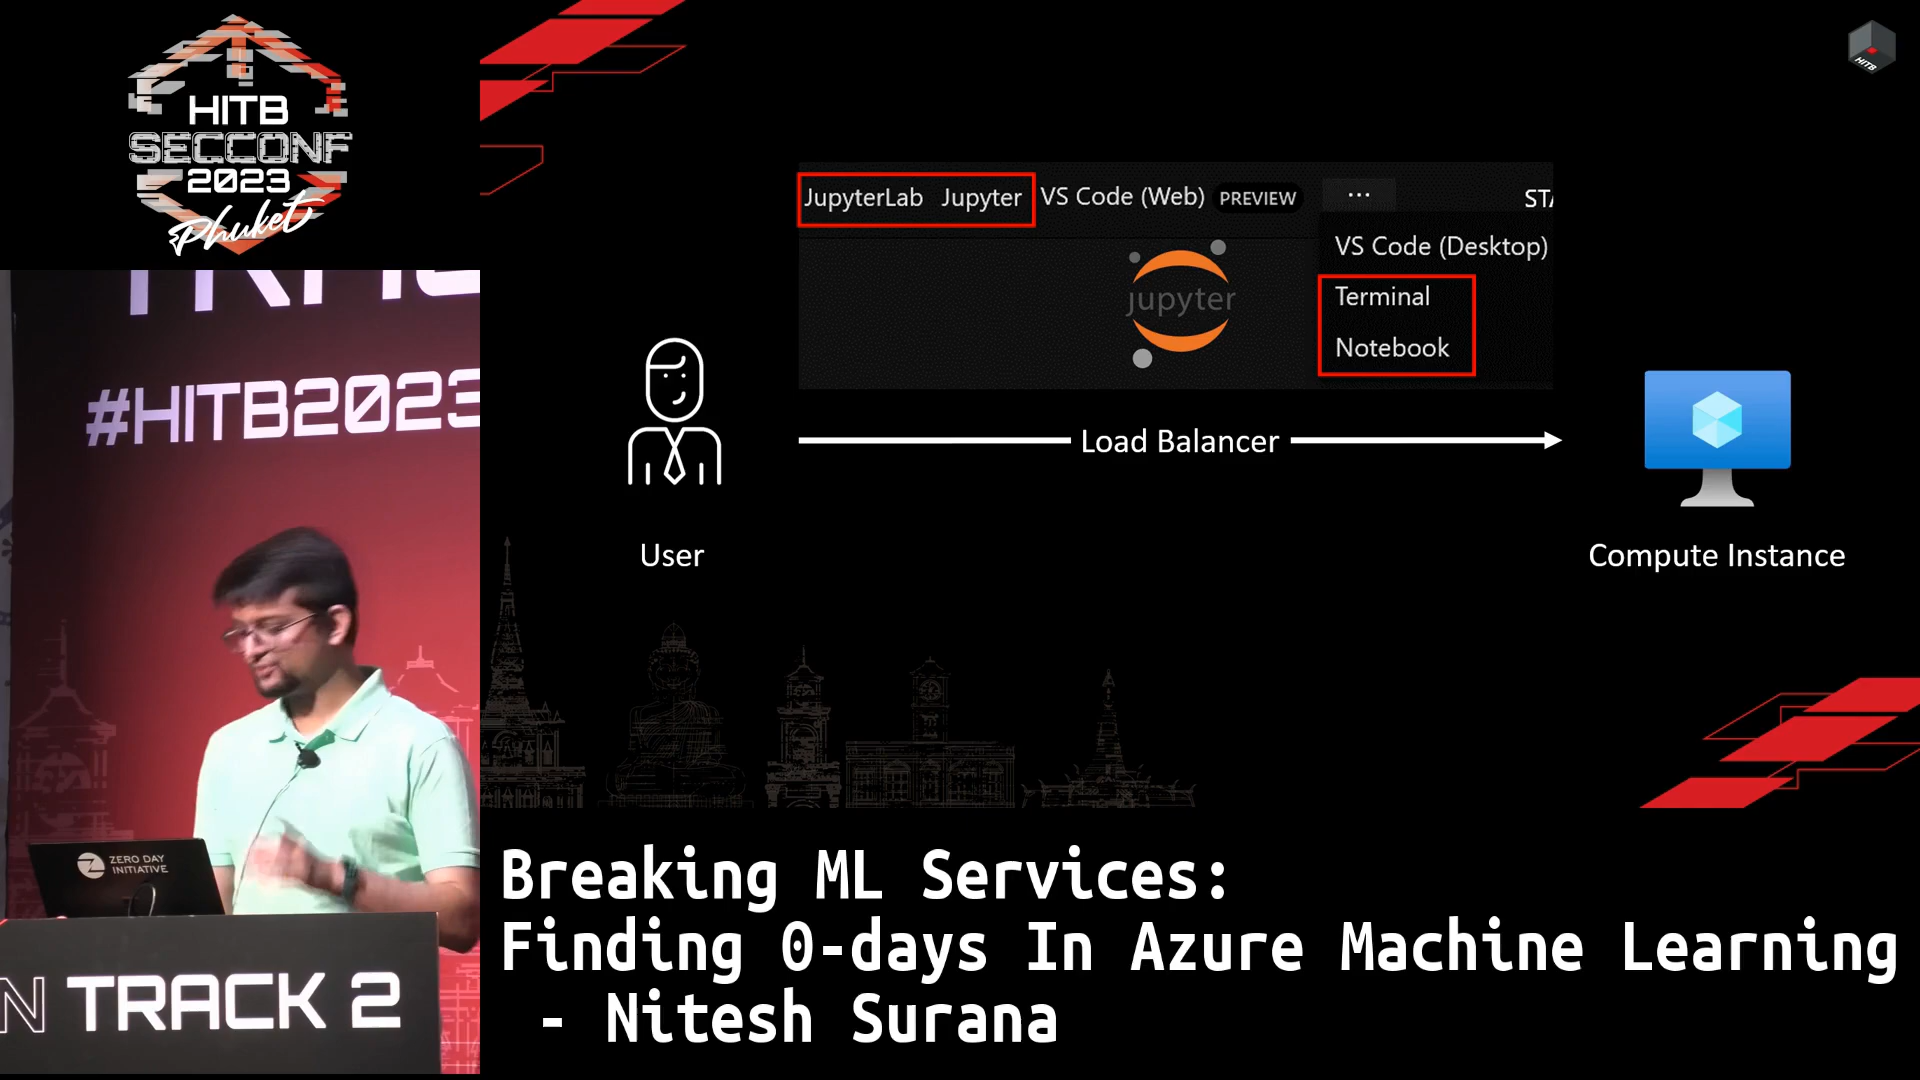 HITB
SECCONF
2023
Phuket
#HITB2023
ZERO DAY
INITIATIVE
N TRACK 2
HITB
JupyterLab Jupyter VS Code (Web) PREVIEW ... STA
VS Code (Desktop)
Terminal
Notebook
jupyter
Load Balancer
User
Compute Instance
Breaking ML Services:
Finding 0-days In Azure Machine Learning
- Nitesh Surana